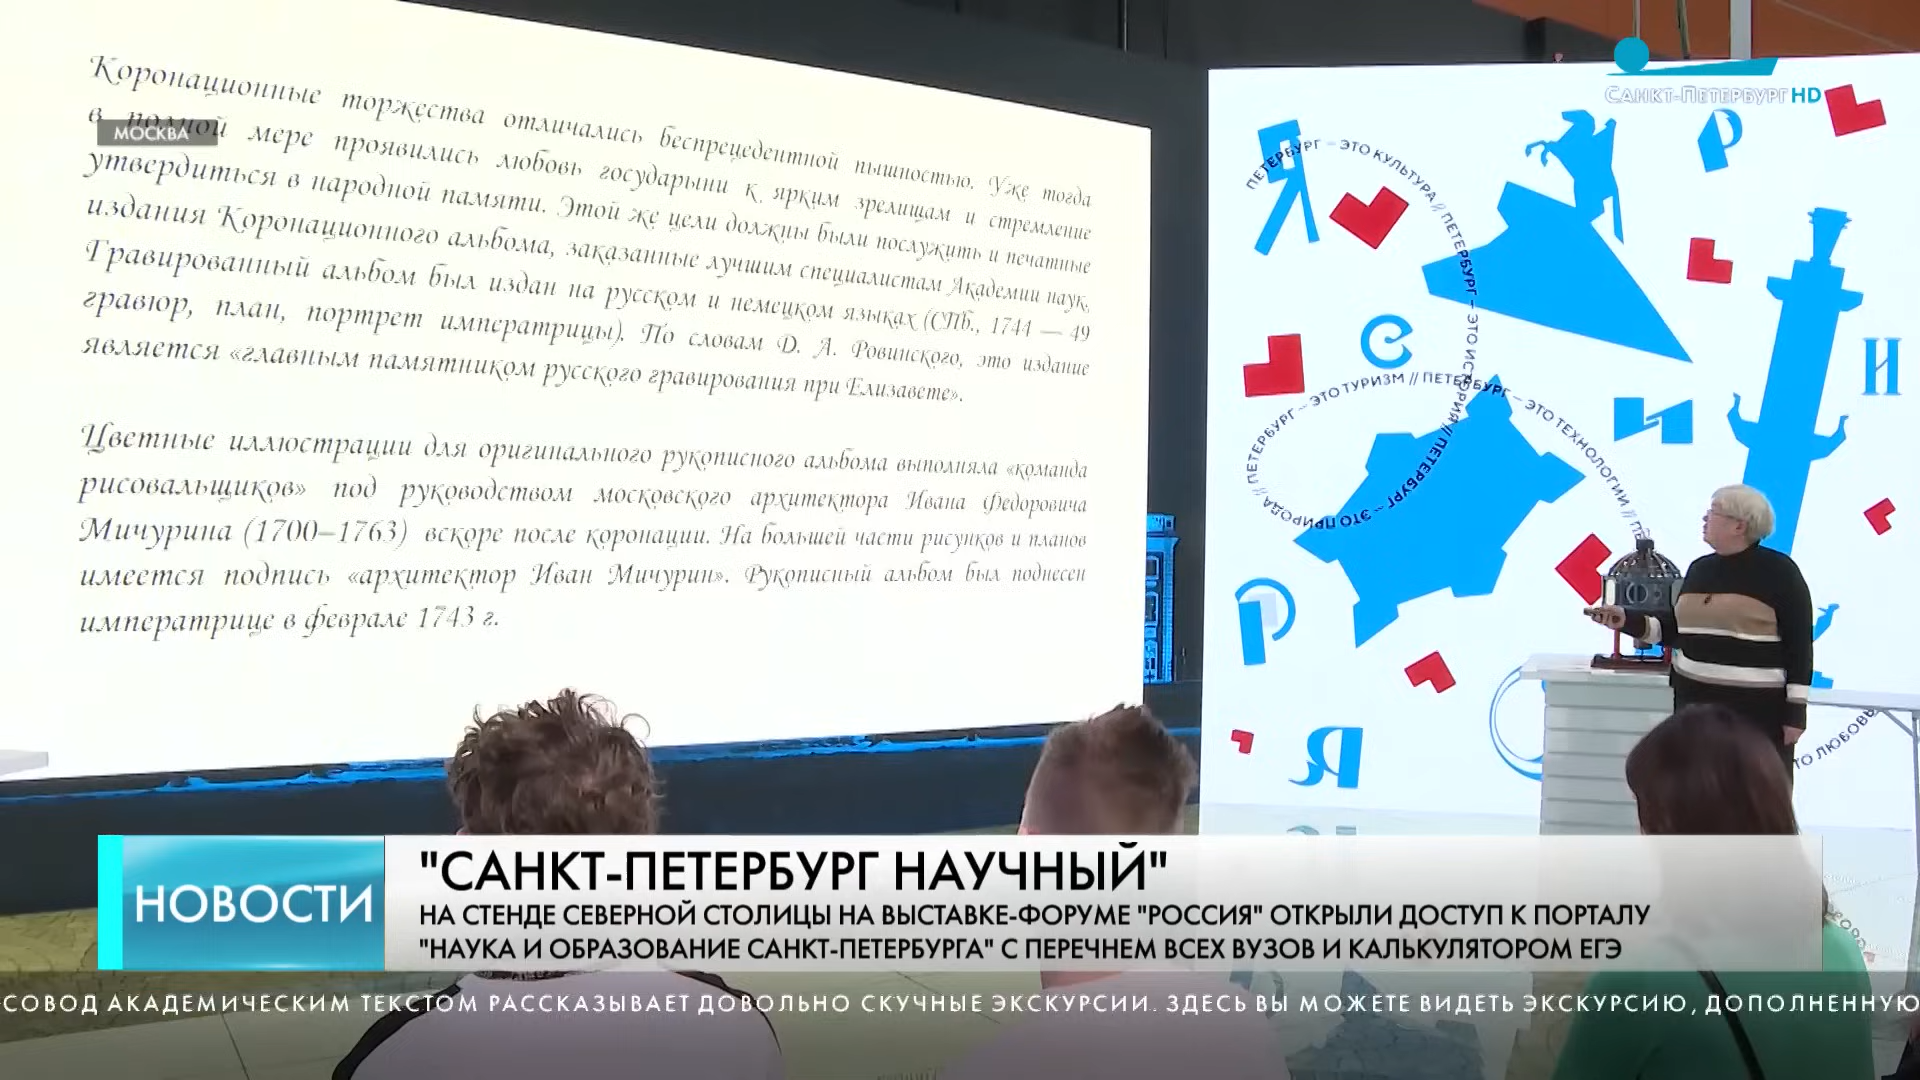 Коронационные торжества отличались беспрецедентной пышностью. Уже тогда
в полной мере проявились любовь государыни к ярким зрелищам и стремление
утвердиться в народной памяти. Этой же цели должны были послужить и печатные
издания Коронационного альбома, заказанные лучшим специалистам Академии наук.
Гравированный альбом был издан на русском и немецком языках (СПб., 1744 — 49
гравюр, план, портрет императрицы). По словам Д. А. Ровинского, это издание
является «главным памятником русского гравирования при Елизавете».
Цветные иллюстрации для оригинального рукописного альбома выполняла «команда
рисовальщиков» под руководством московского архитектора Ивана Федоровича
Мичурина (1700–1763) вскоре после коронации. На большей части рисунков и планов
имеется подпись «архитектор Иван Мичурин». Рукописный альбом был поднесен
императрице в феврале 1743 г.
МОСКВА
САНКТ-ПЕТЕРБУРГ HD
ПЕТЕРБУРГ – ЭТО КУЛЬТУРА // ПЕТЕРБУРГ – ЭТО ИСТОРИЯ // ПЕТЕРБУРГ – ЭТО ПРИРОДА // ПЕТЕРБУРГ – ЭТО ТУРИЗМ // ПЕТЕРБУРГ – ЭТО ТЕХНОЛОГИИ //
ЭТО ЛЮБОВЬ
Я
Р
Е
И
Й
Р
Я
НОВОСТИ
"САНКТ-ПЕТЕРБУРГ НАУЧНЫЙ"
НА СТЕНДЕ СЕВЕРНОЙ СТОЛИЦЫ НА ВЫСТАВКЕ-ФОРУМЕ "РОССИЯ" ОТКРЫЛИ ДОСТУП К ПОРТАЛУ
"НАУКА И ОБРАЗОВАНИЕ САНКТ-ПЕТЕРБУРГА" С ПЕРЕЧНЕМ ВСЕХ ВУЗОВ И КАЛЬКУЛЯТОРОМ ЕГЭ
СОВОД АКАДЕМИЧЕСКИМ ТЕКСТОМ РАССКАЗЫВАЕТ ДОВОЛЬНО СКУЧНЫЕ ЭКСКУРСИИ. ЗДЕСЬ ВЫ МОЖЕТЕ ВИДЕТЬ ЭКСКУРСИЮ, ДОПОЛНЕННУЮ